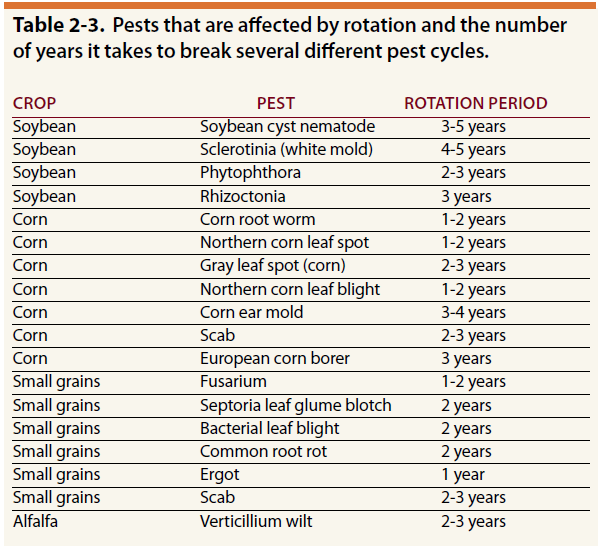 Table 2-3. Pests that are affected by rotation and the number
of years it takes to break several different pest cycles.
CROP PEST ROTATION PERIOD
Soybean Soybean cyst nematode 3-5 years
Soybean Sclerotinia (white mold) 4-5 years
Soybean Phytophthora 2-3 years
Soybean Rhizoctonia 3 years
Corn Corn root worm 1-2 years
Corn Northern corn leaf spot 1-2 years
Corn Gray leaf spot (corn) 2-3 years
Corn Northern corn leaf blight 1-2 years
Corn Corn ear mold 3-4 years
Corn Scab 2-3 years
Corn European corn borer 3 years
Small grains Fusarium 1-2 years
Small grains Septoria leaf glume blotch 2 years
Small grains Bacterial leaf blight 2 years
Small grains Common root rot 2 years
Small grains Ergot 1 year
Small grains Scab 2-3 years
Alfalfa Verticillium wilt 2-3 years